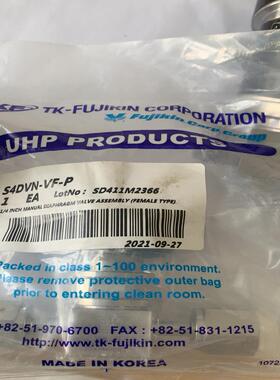 TK-FUJIKIN CORPORATION
Fujikin Corp Group
UHP PRODUCTS
S4DVN-VF-P
1 EA LotNo : SD411M2366
1/4 INCH MANUAL DIAPHRAGM VALVE ASSEMBLY (FEMALE TYPE)
2021-09-27
Packed in class 1~100 environment.
Please remove protective outer bag
prior to entering clean room.
+82-51-970-6700 FAX : +82-51-831-1215
http://www.tk-fujikin.com
MADE IN KOREA
1072